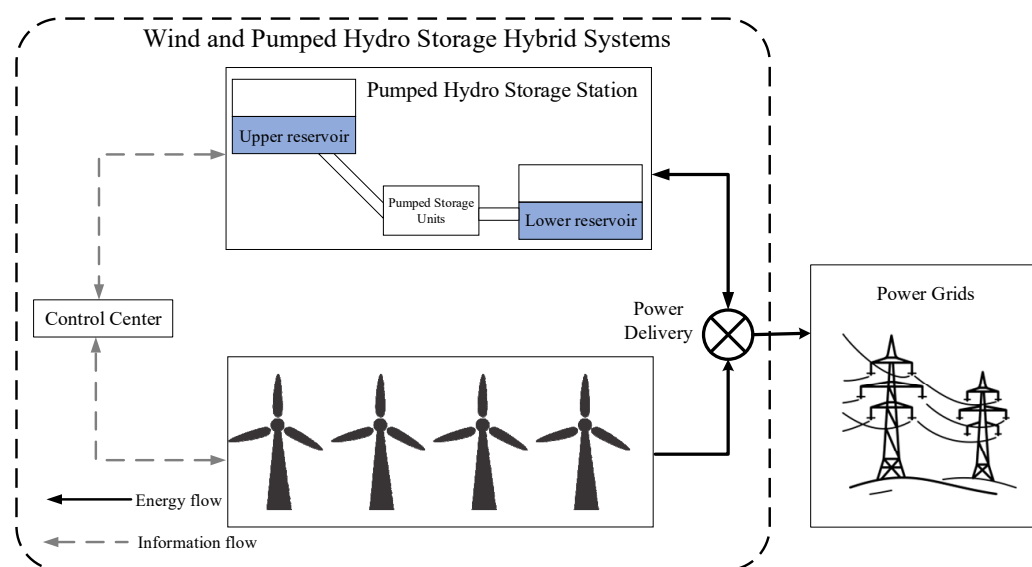 Wind and Pumped Hydro Storage Hybrid Systems
Pumped Hydro Storage Station
Upper reservoir
Pumped Storage
Units
Lower reservoir
Control Center
Power
Delivery
Power Grids
Energy flow
Information flow